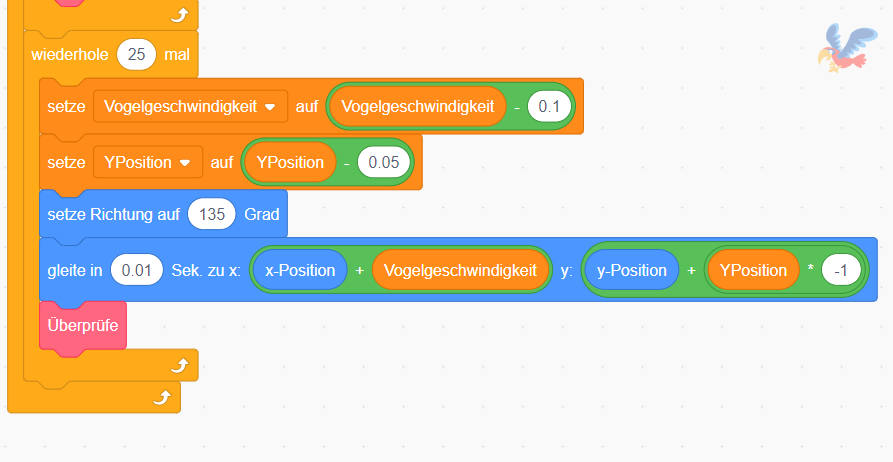 wiederhole 25 mal
setze Vogelgeschwindigkeit auf Vogelgeschwindigkeit - 0.1
setze YPosition auf YPosition - 0.05
setze Richtung auf 135 Grad
gleite in 0.01 Sek. zu x: x-Position + Vogelgeschwindigkeit y: y-Position + YPosition * -1
Überprüfe